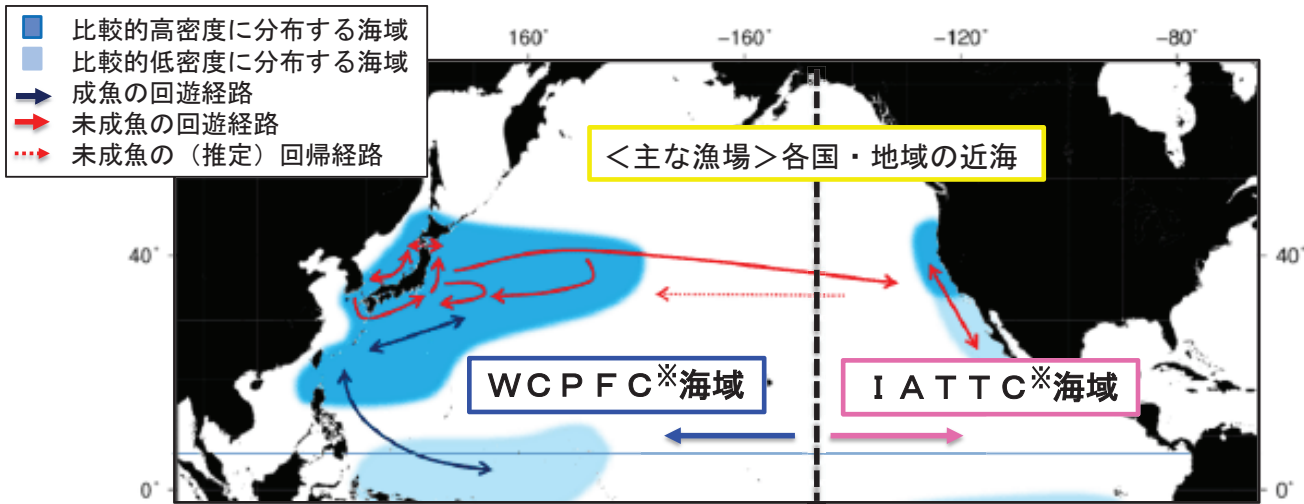 比較的高密度に分布する海域
比較的低密度に分布する海域
成魚の回遊経路
未成魚の回遊経路
未成魚の（推定）回帰経路
160° −160° −120° −80°
＜主な漁場＞各国・地域の近海
40° 40°
ＷＣＰＦＣ※海域
ＩＡＴＴＣ※海域
0° 0°